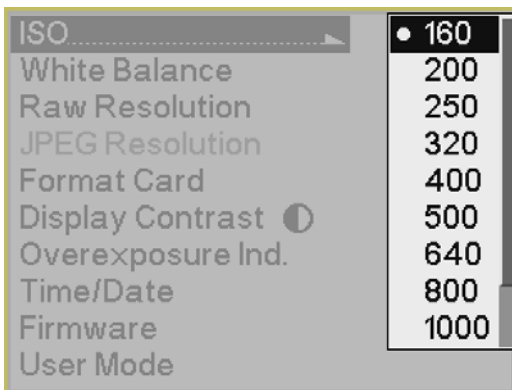 ISO.......................
White Balance
Raw Resolution
JPEG Resolution
Format Card
Display Contrast
Overexposure Ind.
Time/Date
Firmware
User Mode
160
200
250
320
400
500
640
800
1000